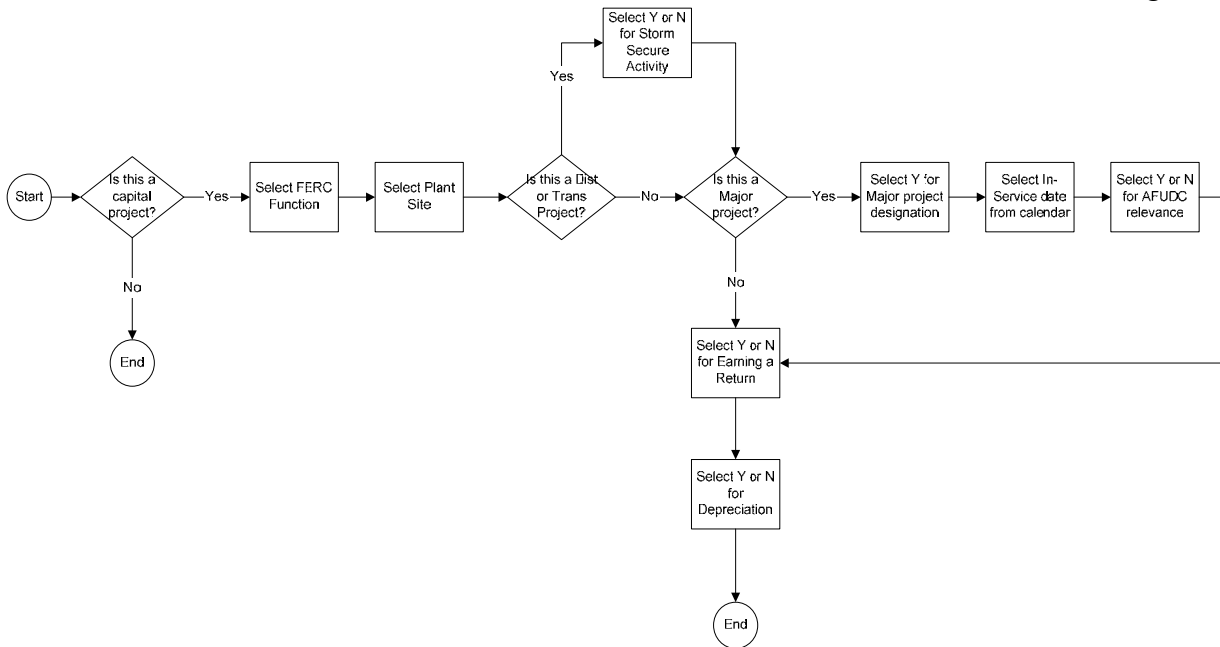 Select Y or N
for Storm
Secure
Activity
Yes
Start
Is this a
capital
project?
Yes
Select FERC
Function
Select Plant
Site
Is this a Dist
or Trans
Project?
No
Is this a
Major
project?
Yes
Select Y for
Major project
designation
Select In-
Service date
from calendar
Select Y or N
for AFUDC
relevance
No
End
No
Select Y or N
for Earning a
Return
Select Y or N
for
Depreciation
End